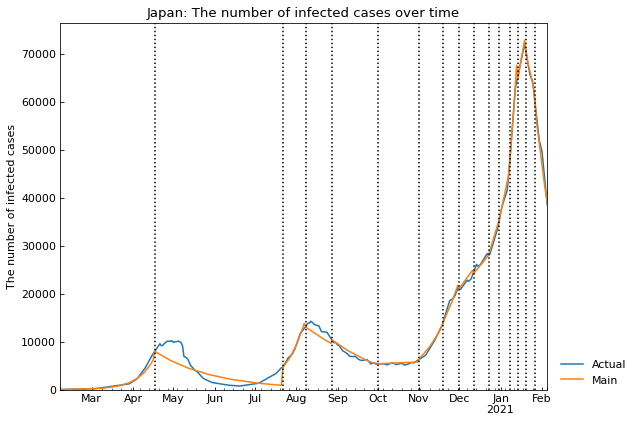 Japan: The number of infected cases over time
The number of infected cases
70000
60000
50000
40000
30000
20000
10000
0
Mar Apr May Jun Jul Aug Sep Oct Nov Dec Jan Feb
2021
Actual
Main